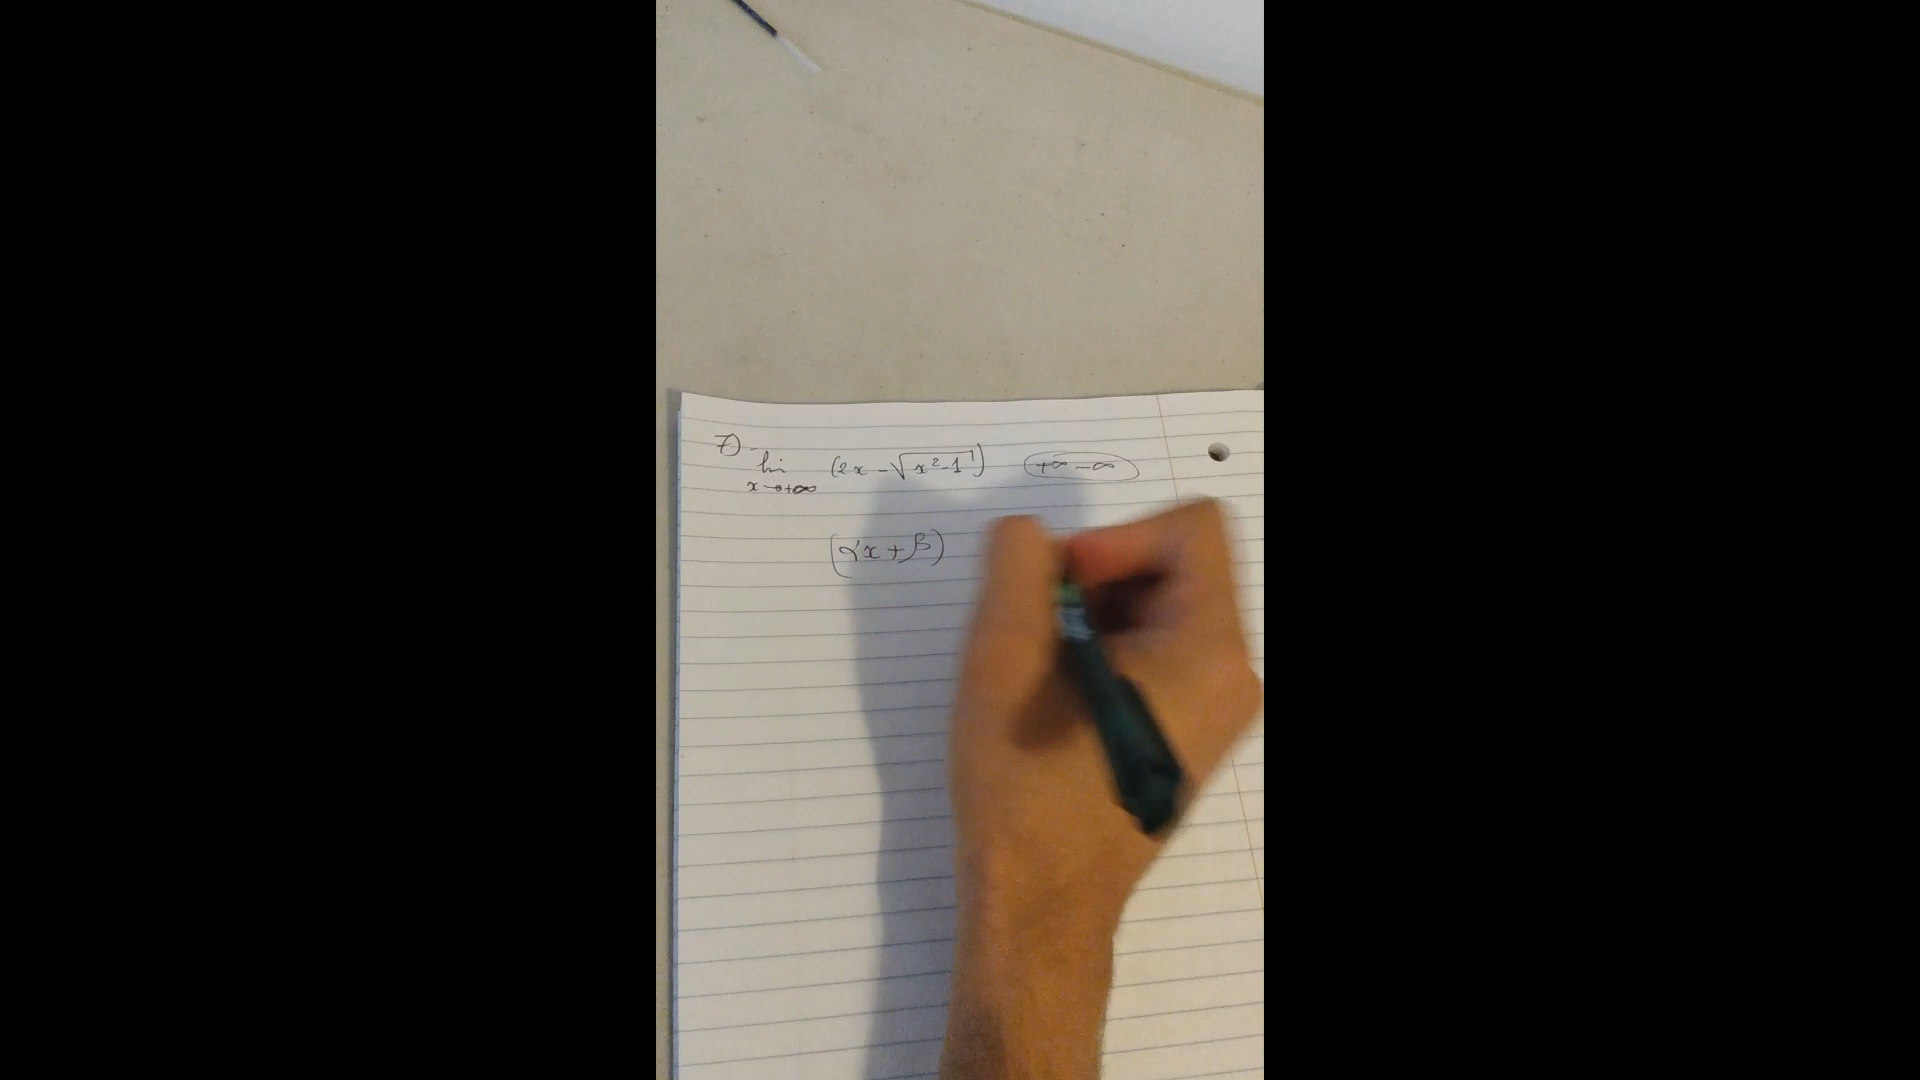 7) lim (2x - √(x² - 1)) +∞ - ∞
x→+∞
(αx + β)